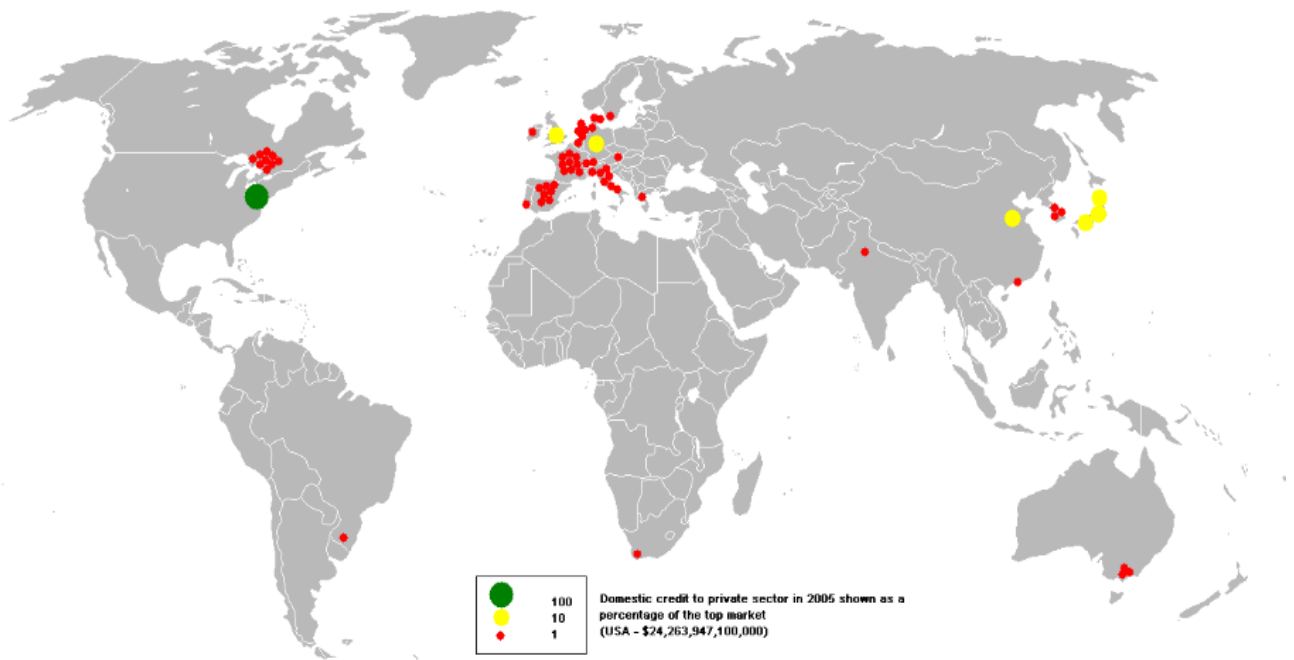 100
10
1
Domestic credit to private sector in 2005 shown as a
percentage of the top market
(USA - $24,263,947,100,000)